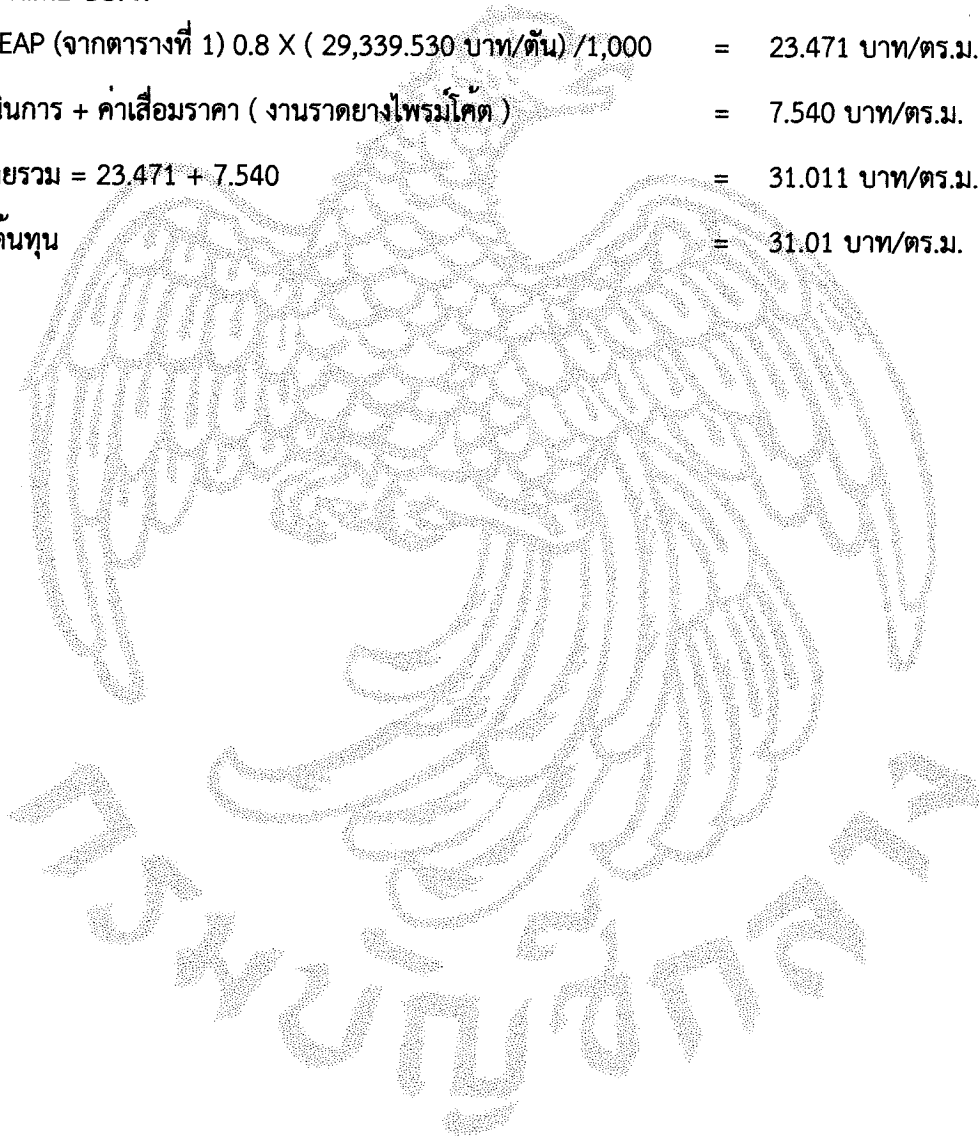 EAP (จากตารางที่ 1) 0.8 X ( 29,339.530 บาท/ตัน) /1,000 = 23.471 บาท/ตร.ม.
นินการ + ค่าเสื่อมราคา ( งานราดยางไพรม์โค้ต ) = 7.540 บาท/ตร.ม.
ยรวม = 23.471 + 7.540 = 31.011 บาท/ตร.ม.
ต้นทุน = 31.01 บาท/ตร.ม.
กรมบัญชีกลาง